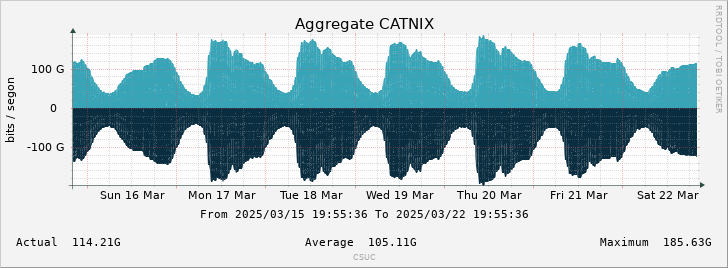 Aggregate CATNIX
RRDTOOL / TOBI OETIKER
bits / segon
100 G
0
-100 G
Sun 16 Mar Mon 17 Mar Tue 18 Mar Wed 19 Mar Thu 20 Mar Fri 21 Mar Sat 22 Mar
From 2025/03/15 19:55:36 To 2025/03/22 19:55:36
Actual 114.21G Average 105.11G Maximum 185.63G
CSUC